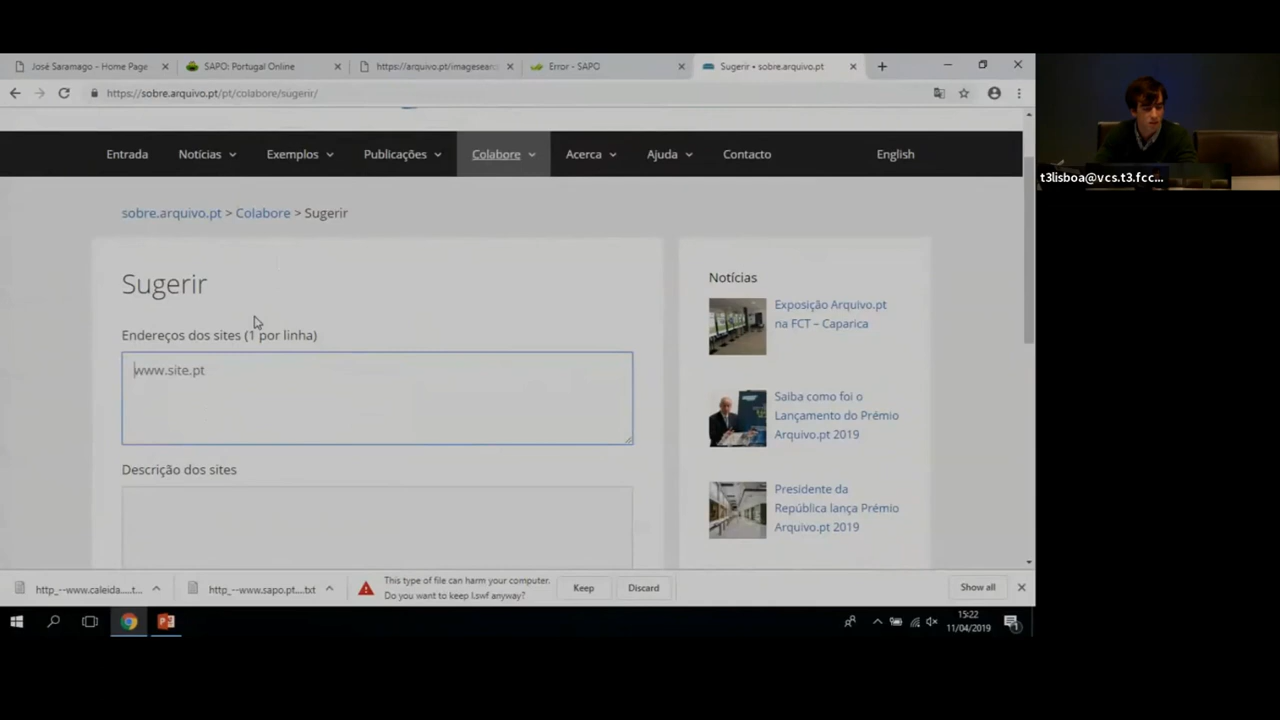 José Saramago - Home Page
SAPO: Portugal Online
https://arquivo.pt/imagesear
Error - SAPO
Sugerir • sobre.arquivo.pt
https://sobre.arquivo.pt/pt/colabore/sugerir/
Entrada
Notícias
Exemplos
Publicações
Colabore
Acerca
Ajuda
Contacto
English
t3lisboa@vcs.t3.fcc...
sobre.arquivo.pt > Colabore > Sugerir
Sugerir
Endereços dos sites (1 por linha)
www.site.pt
Descrição dos sites
Notícias
Exposição Arquivo.pt
na FCT – Caparica
Saiba como foi o
Lançamento do Prémio
Arquivo.pt 2019
Presidente da
República lança Prémio
Arquivo.pt 2019
http_--www.caleida.....t...
http_--www.sapo.pt....txt
This type of file can harm your computer.
Do you want to keep l.swf anyway?
Keep
Discard
Show all
15:22
11/04/2019
1